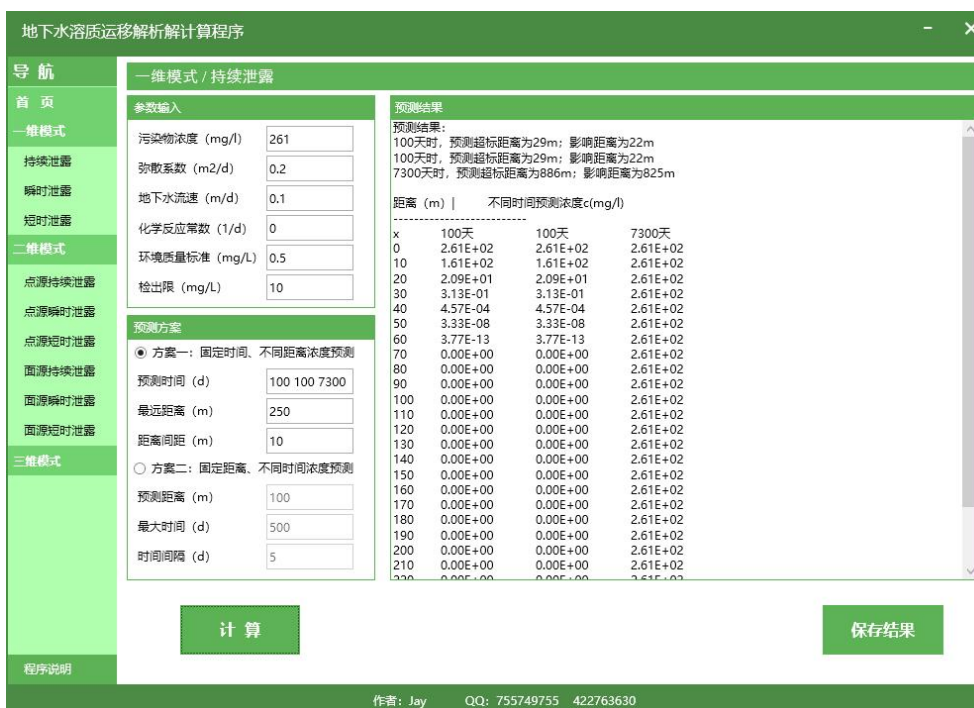 地下水溶质运移解析解计算程序
导 航
首 页
一维模式
持续泄露
瞬时泄露
短时泄露
二维模式
点源持续泄露
点源瞬时泄露
点源短时泄露
面源持续泄露
面源瞬时泄露
面源短时泄露
三维模式
程序说明
一维模式 / 持续泄露
参数输入
污染物浓度 (mg/l) 261
弥散系数 (m2/d) 0.2
地下水流速 (m/d) 0.1
化学反应常数 (1/d) 0
环境质量标准 (mg/L) 0.5
检出限 (mg/L) 10
预测方案
方案一：固定时间、不同距离浓度预测
预测时间 (d) 100 100 7300
最远距离 (m) 250
距离间距 (m) 10
方案二：固定距离、不同时间浓度预测
预测距离 (m) 100
最大时间 (d) 500
时间间隔 (d) 5
预测结果
预测结果：
100天时，预测超标距离为29m；影响距离为22m
100天时，预测超标距离为29m；影响距离为22m
7300天时，预测超标距离为886m；影响距离为825m
距离 (m) | 不同时间预测浓度c(mg/l)
--------------------------
x 100天 100天 7300天
0 2.61E+02 2.61E+02 2.61E+02
10 1.61E+02 1.61E+02 2.61E+02
20 2.09E+01 2.09E+01 2.61E+02
30 3.13E-01 3.13E-01 2.61E+02
40 4.57E-04 4.57E-04 2.61E+02
50 3.33E-08 3.33E-08 2.61E+02
60 3.77E-13 3.77E-13 2.61E+02
70 0.00E+00 0.00E+00 2.61E+02
80 0.00E+00 0.00E+00 2.61E+02
90 0.00E+00 0.00E+00 2.61E+02
100 0.00E+00 0.00E+00 2.61E+02
110 0.00E+00 0.00E+00 2.61E+02
120 0.00E+00 0.00E+00 2.61E+02
130 0.00E+00 0.00E+00 2.61E+02
140 0.00E+00 0.00E+00 2.61E+02
150 0.00E+00 0.00E+00 2.61E+02
160 0.00E+00 0.00E+00 2.61E+02
170 0.00E+00 0.00E+00 2.61E+02
180 0.00E+00 0.00E+00 2.61E+02
190 0.00E+00 0.00E+00 2.61E+02
200 0.00E+00 0.00E+00 2.61E+02
210 0.00E+00 0.00E+00 2.61E+02
计 算
保存结果
作者: Jay QQ: 755749755 422763630